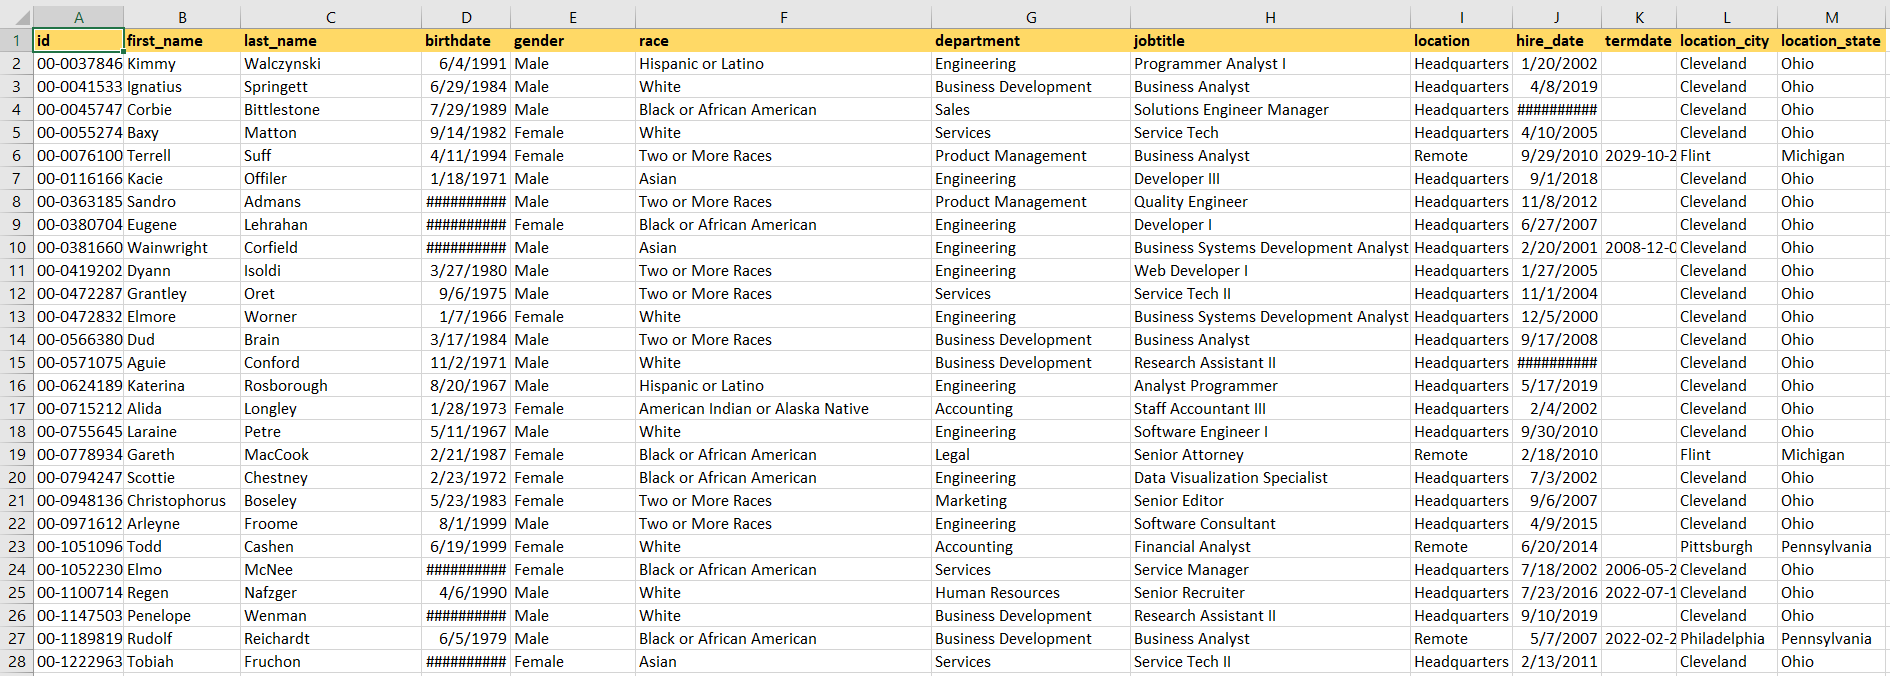 A B C D E F G H I J K L M
1 id first_name last_name birthdate gender race department jobtitle location hire_date termdate location_city location_state
2 00-0037846 Kimmy Walczynski 6/4/1991 Male Hispanic or Latino Engineering Programmer Analyst I Headquarters 1/20/2002 Cleveland Ohio
3 00-0041533 Ignatius Springett 6/29/1984 Male White Business Development Business Analyst Headquarters 4/8/2019 Cleveland Ohio
4 00-0045747 Corbie Bittlestone 7/29/1989 Male Black or African American Sales Solutions Engineer Manager Headquarters ########## Cleveland Ohio
5 00-0055274 Baxy Matton 9/14/1982 Female White Services Service Tech Headquarters 4/10/2005 Cleveland Ohio
6 00-0076100 Terrell Suff 4/11/1994 Female Two or More Races Product Management Business Analyst Remote 9/29/2010 2029-10-2 Flint Michigan
7 00-0116166 Kacie Offiler 1/18/1971 Male Asian Engineering Developer III Headquarters 9/1/2018 Cleveland Ohio
8 00-0363185 Sandro Admans ########## Male Two or More Races Product Management Quality Engineer Headquarters 11/8/2012 Cleveland Ohio
9 00-0380704 Eugene Lehrahan ########## Female Black or African American Engineering Developer I Headquarters 6/27/2007 Cleveland Ohio
10 00-0381660 Wainwright Corfield ########## Male Asian Engineering Business Systems Development Analyst Headquarters 2/20/2001 2008-12-0 Cleveland Ohio
11 00-0419202 Dyann Isoldi 3/27/1980 Male Two or More Races Engineering Web Developer I Headquarters 1/27/2005 Cleveland Ohio
12 00-0472287 Grantley Oret 9/6/1975 Male Two or More Races Services Service Tech II Headquarters 11/1/2004 Cleveland Ohio
13 00-0472832 Elmore Worner 1/7/1966 Female White Engineering Business Systems Development Analyst Headquarters 12/5/2000 Cleveland Ohio
14 00-0566380 Dud Brain 3/17/1984 Male Two or More Races Business Development Business Analyst Headquarters 9/17/2008 Cleveland Ohio
15 00-0571075 Aguie Conford 11/2/1971 Male White Business Development Research Assistant II Headquarters ########## Cleveland Ohio
16 00-0624189 Katerina Rosborough 8/20/1967 Male Hispanic or Latino Engineering Analyst Programmer Headquarters 5/17/2019 Cleveland Ohio
17 00-0715212 Alida Longley 1/28/1973 Female American Indian or Alaska Native Accounting Staff Accountant III Headquarters 2/4/2002 Cleveland Ohio
18 00-0755645 Laraine Petre 5/11/1967 Male White Engineering Software Engineer I Headquarters 9/30/2010 Cleveland Ohio
19 00-0778934 Gareth MacCook 2/21/1987 Female Black or African American Legal Senior Attorney Remote 2/18/2010 Flint Michigan
20 00-0794247 Scottie Chestney 2/23/1972 Female Black or African American Engineering Data Visualization Specialist Headquarters 7/3/2002 Cleveland Ohio
21 00-0948136 Christophorus Boseley 5/23/1983 Female Two or More Races Marketing Senior Editor Headquarters 9/6/2007 Cleveland Ohio
22 00-0971612 Arleyne Froome 8/1/1999 Male Two or More Races Engineering Software Consultant Headquarters 4/9/2015 Cleveland Ohio
23 00-1051096 Todd Cashen 6/19/1999 Female White Accounting Financial Analyst Remote 6/20/2014 Pittsburgh Pennsylvania
24 00-1052230 Elmo McNee ########## Female Black or African American Services Service Manager Headquarters 7/18/2002 2006-05-2 Cleveland Ohio
25 00-1100714 Regen Nafzger 4/6/1990 Male White Human Resources Senior Recruiter Headquarters 7/23/2016 2022-07-1 Cleveland Ohio
26 00-1147503 Penelope Wenman ########## Male White Business Development Research Assistant II Headquarters 9/10/2019 Cleveland Ohio
27 00-1189819 Rudolf Reichardt 6/5/1979 Male Black or African American Business Development Business Analyst Remote 5/7/2007 2022-02-2 Philadelphia Pennsylvania
28 00-1222963 Tobiah Fruchon ########## Female Asian Services Service Tech II Headquarters 2/13/2011 Cleveland Ohio